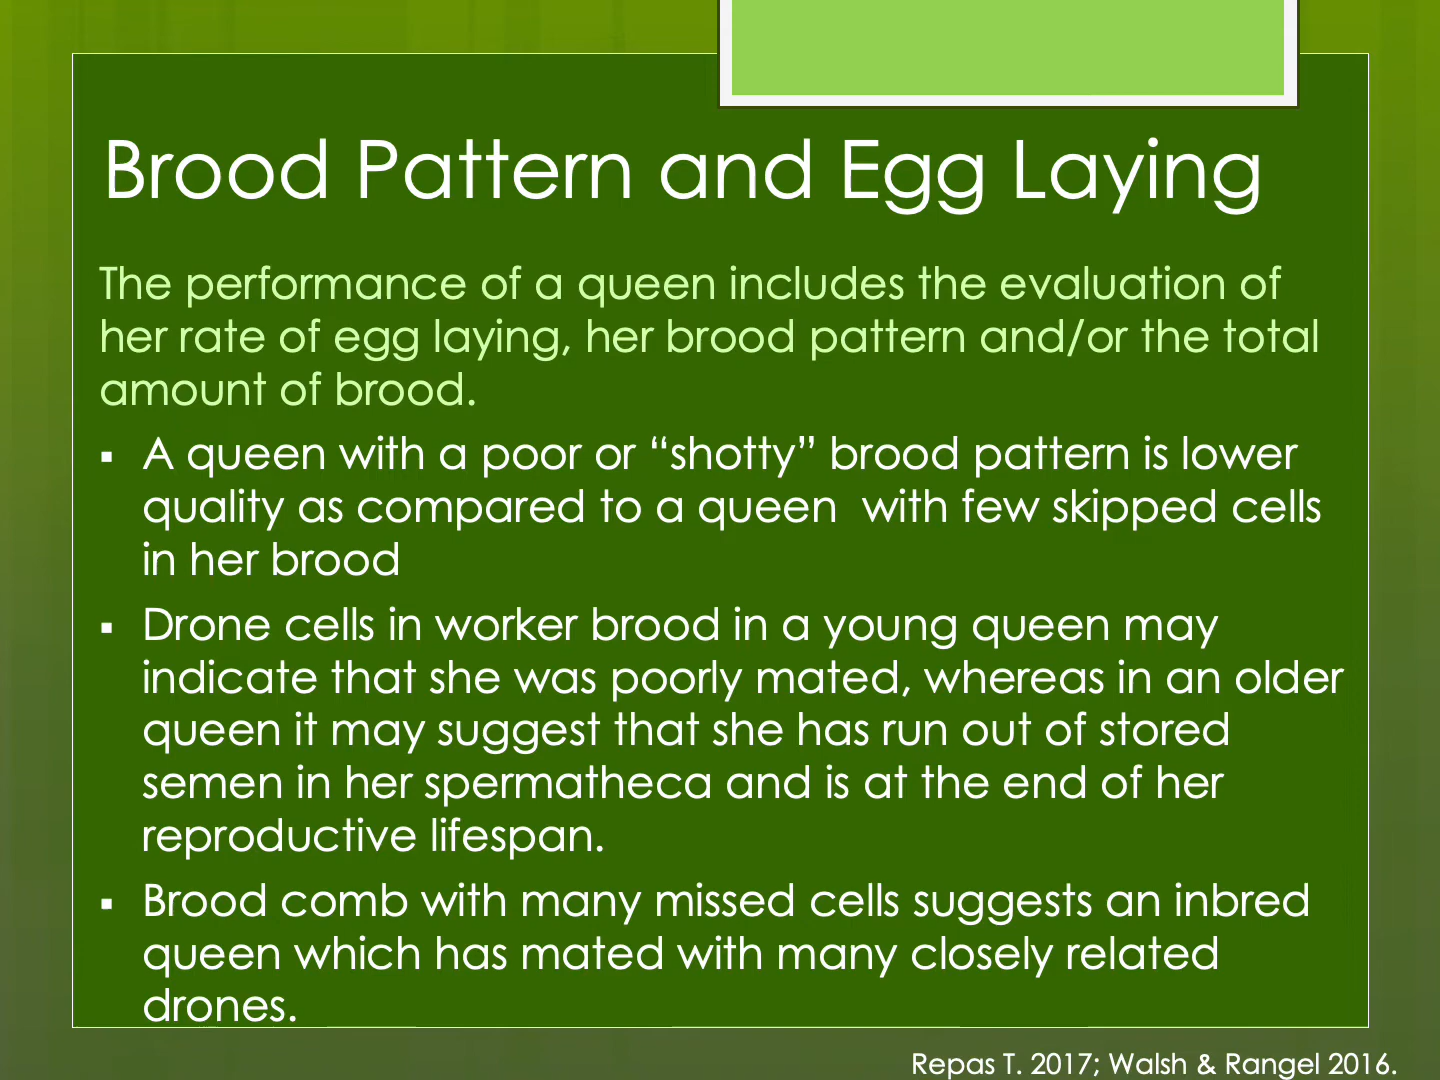 Brood Pattern and Egg Laying
The performance of a queen includes the evaluation of
her rate of egg laying, her brood pattern and/or the total
amount of brood.
▪ A queen with a poor or “shotty” brood pattern is lower
quality as compared to a queen  with few skipped cells
in her brood
▪ Drone cells in worker brood in a young queen may
indicate that she was poorly mated, whereas in an older
queen it may suggest that she has run out of stored
semen in her spermatheca and is at the end of her
reproductive lifespan.
▪ Brood comb with many missed cells suggests an inbred
queen which has mated with many closely related
drones.
Repas T. 2017; Walsh & Rangel 2016.